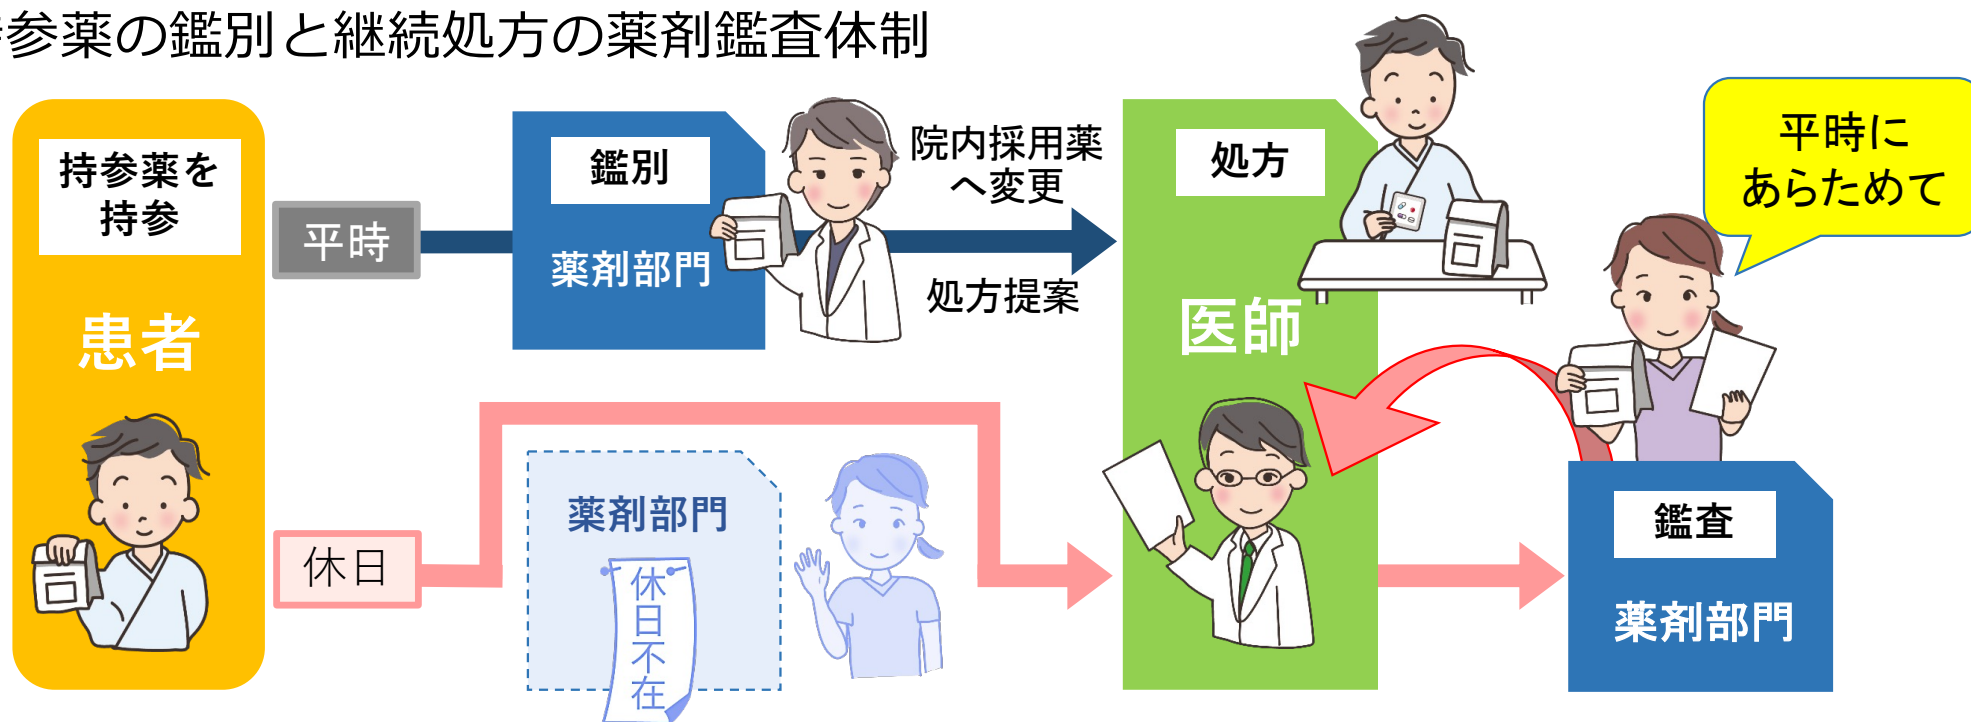 参薬の鑑別と継続処方の薬剤鑑査体制
持参薬を
持参
患者
平時
鑑別
薬剤部門
院内採用薬
へ変更
処方提案
処方
医師
平時に
あらためて
休日
薬剤部門
休日不在
鑑査
薬剤部門